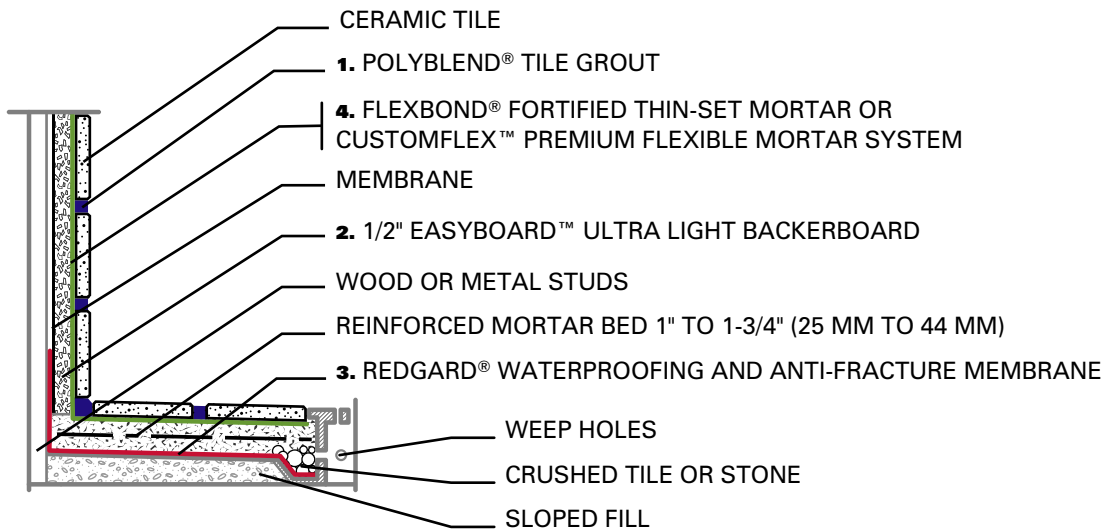 CERAMIC TILE
1. POLYBLEND® TILE GROUT
4. FLEXBOND® FORTIFIED THIN-SET MORTAR OR
CUSTOMFLEX™ PREMIUM FLEXIBLE MORTAR SYSTEM
MEMBRANE
2. 1/2" EASYBOARD™ ULTRA LIGHT BACKERBOARD
WOOD OR METAL STUDS
REINFORCED MORTAR BED 1" TO 1-3/4" (25 MM TO 44 MM)
3. REDGARD® WATERPROOFING AND ANTI-FRACTURE MEMBRANE
WEEP HOLES
CRUSHED TILE OR STONE
SLOPED FILL